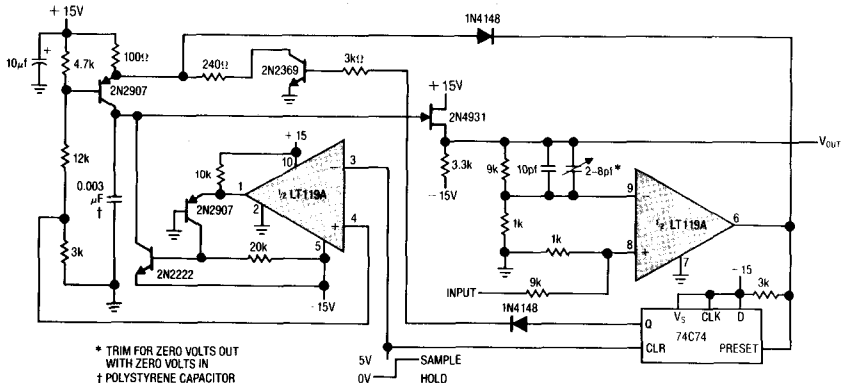 + 15V
10µf
+
4.7k
100Ω
2N2907
240Ω
2N2369
3kΩ
1N4148
+ 15V
2N4931
3.3k
- 15V
9k
10pf
2-8pf*
VOUT
12k
0.003
µF
†
3k
10k
2N2907
2N2222
20k
+ 15
10
1
2
½ LT119A
3
−
4
+
5
- 15V
1k
1k
9k
INPUT
9
−
8
+
½ LT119A
6
7
1N4148
- 15
3k
VS
CLK
D
Q
74C74
CLR
PRESET
5V
SAMPLE
0V
HOLD
* TRIM FOR ZERO VOLTS OUT
WITH ZERO VOLTS IN
† POLYSTYRENE CAPACITOR